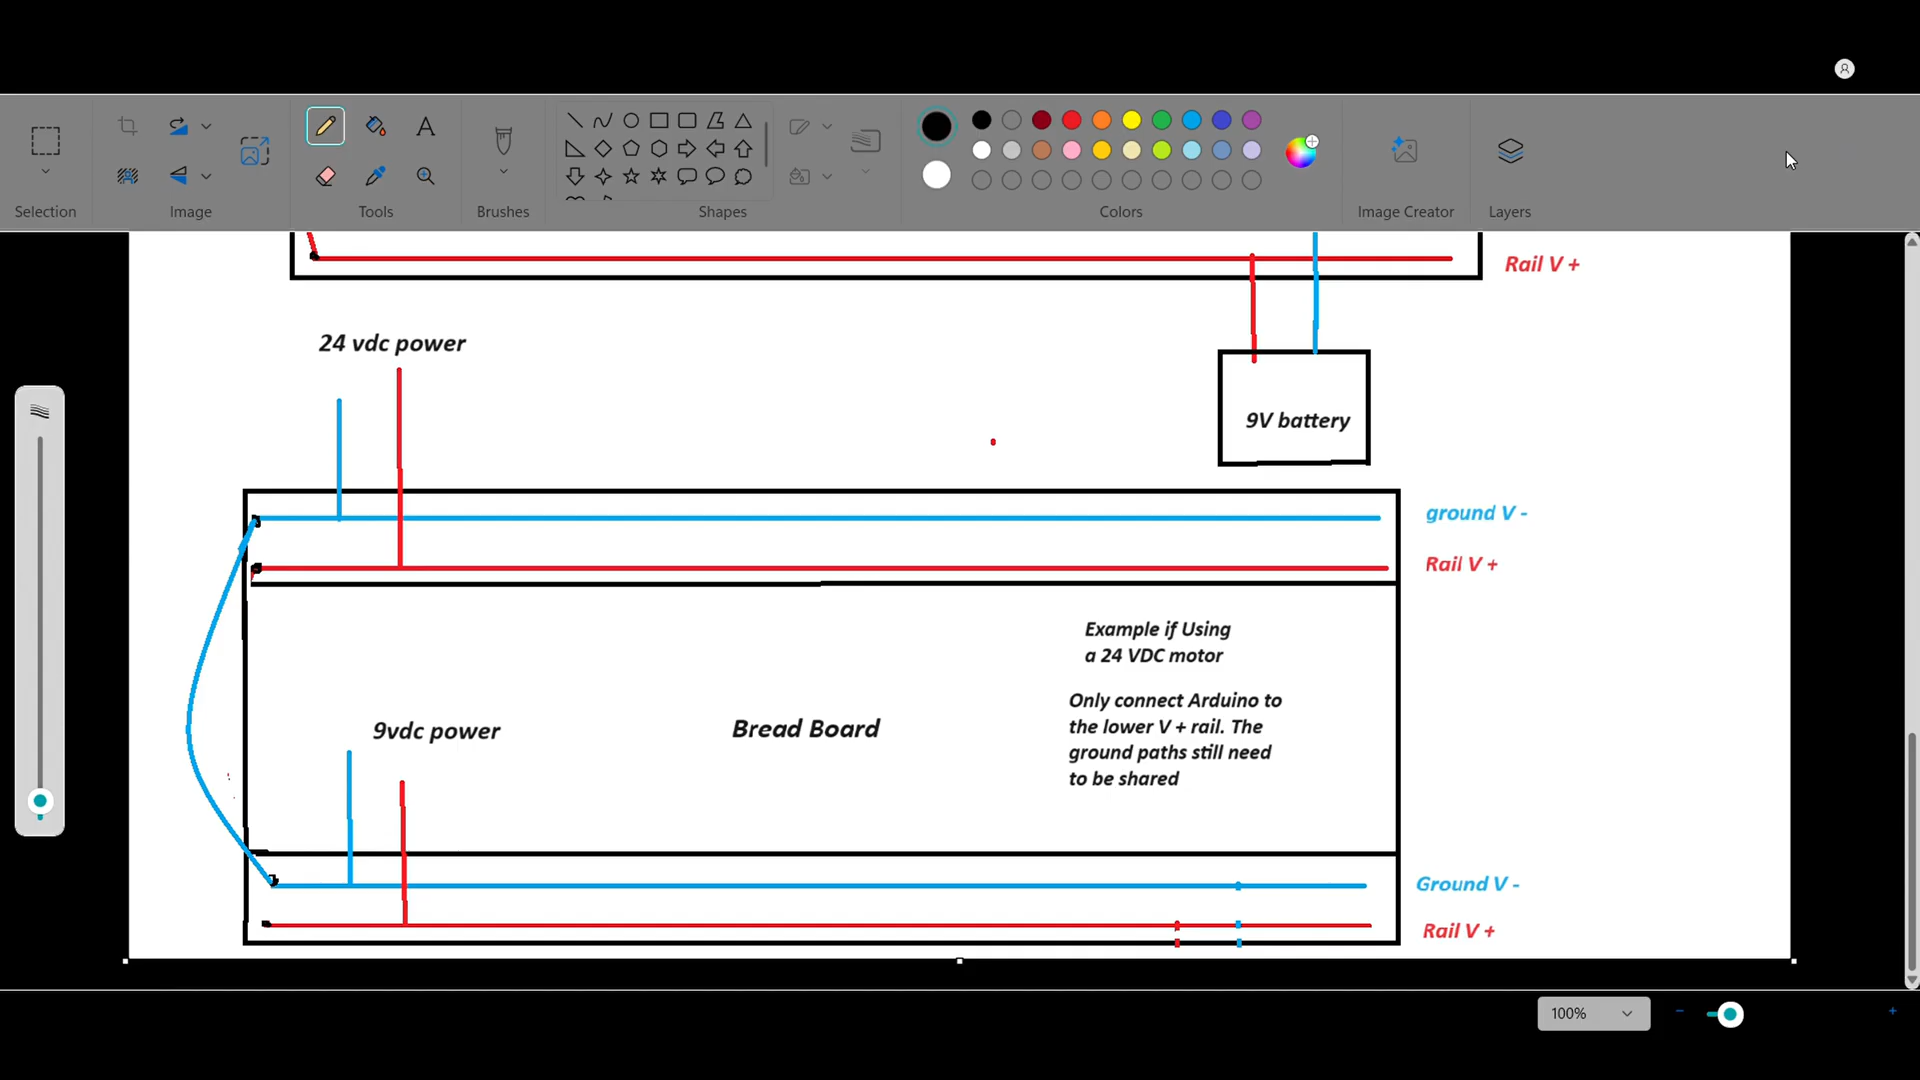 Selection
Image
Tools
Brushes
Shapes
Colors
Image Creator
Layers
Rail V +
24 vdc power
9V battery
ground V -
Rail V +
Example if Using
a 24 VDC motor
Only connect Arduino to
the lower V + rail. The
ground paths still need
to be shared
9vdc power
Bread Board
Ground V -
Rail V +
100%